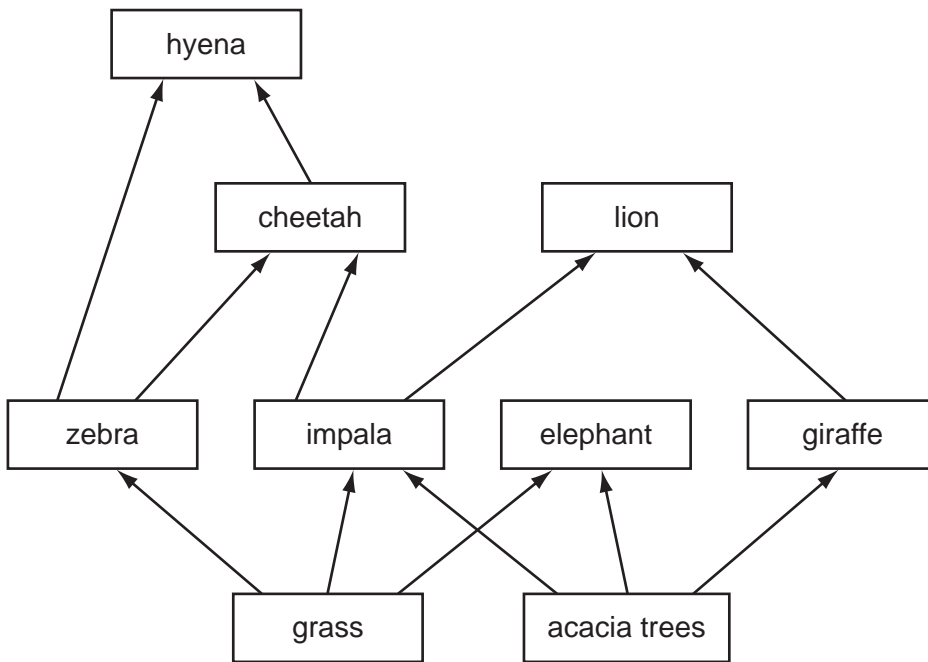 hyena
cheetah
lion
zebra
impala
elephant
giraffe
grass
acacia trees